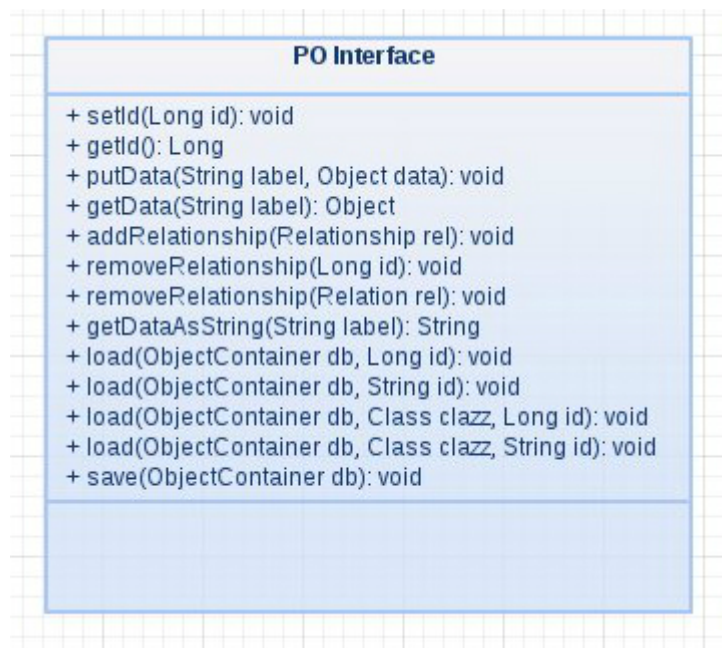 PO Interface
+ setId(Long id): void
+ getId(): Long
+ putData(String label, Object data): void
+ getData(String label): Object
+ addRelationship(Relationship rel): void
+ removeRelationship(Long id): void
+ removeRelationship(Relation rel): void
+ getDataAsString(String label): String
+ load(ObjectContainer db, Long id): void
+ load(ObjectContainer db, String id): void
+ load(ObjectContainer db, Class clazz, Long id): void
+ load(ObjectContainer db, Class clazz, String id): void
+ save(ObjectContainer db): void